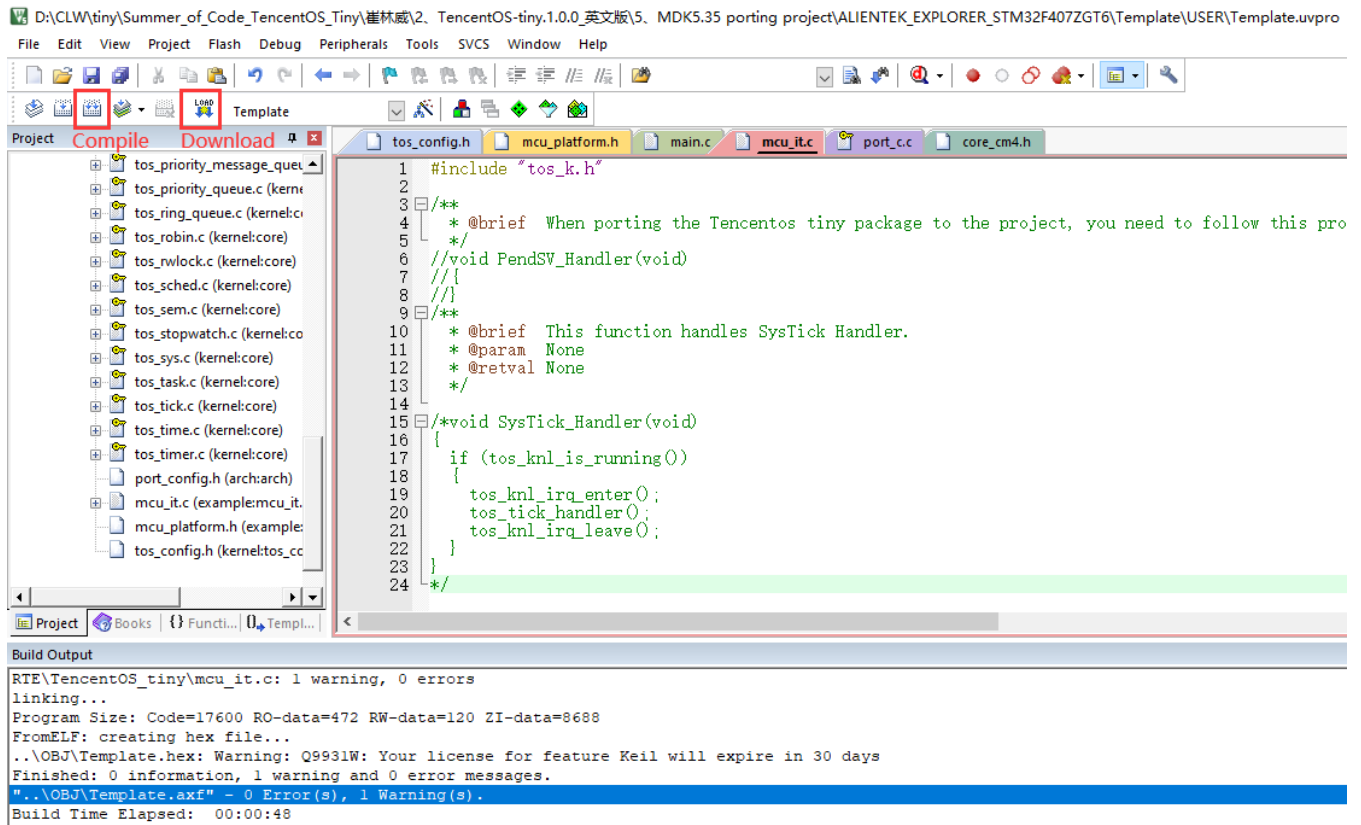 D:\CLW\tiny\Summer_of_Code_TencentOS_Tiny\崔林威\2、TencentOS-tiny.1.0.0_英文版\5、MDK5.35 porting project\ALIENTEK_EXPLORER_STM32F407ZGT6\Template\USER\Template.uvpro
File Edit View Project Flash Debug Peripherals Tools SVCS Window Help
LOAD Template
Project Compile Download
tos_config.h mcu_platform.h main.c mcu_it.c port_c.c core_cm4.h
tos_priority_message_queu
tos_priority_queue.c (kerne
tos_ring_queue.c (kernel:co
tos_robin.c (kernel:core)
tos_rwlock.c (kernel:core)
tos_sched.c (kernel:core)
tos_sem.c (kernel:core)
tos_stopwatch.c (kernel:co
tos_sys.c (kernel:core)
tos_task.c (kernel:core)
tos_tick.c (kernel:core)
tos_time.c (kernel:core)
tos_timer.c (kernel:core)
port_config.h (arch:arch)
mcu_it.c (example:mcu_it.
mcu_platform.h (example:
tos_config.h (kernel:tos_cc
Project Books {} Functi... Templ...
1 #include "tos_k.h"
2
3 /**
4 * @brief When porting the Tencentos tiny package to the project, you need to follow this pro
5 */
6 //void PendSV_Handler(void)
7 //{
8 //}
9 /**
10 * @brief This function handles SysTick Handler.
11 * @param None
12 * @retval None
13 */
14
15 /*void SysTick_Handler(void)
16 {
17 if (tos_knl_is_running())
18 {
19 tos_knl_irq_enter();
20 tos_tick_handler();
21 tos_knl_irq_leave();
22 }
23 }
24 */
Build Output
RTE\TencentOS_tiny\mcu_it.c: 1 warning, 0 errors
linking...
Program Size: Code=17600 RO-data=472 RW-data=120 ZI-data=8688
FromELF: creating hex file...
..\OBJ\Template.hex: Warning: Q9931W: Your license for feature Keil will expire in 30 days
Finished: 0 information, 1 warning and 0 error messages.
"..\OBJ\Template.axf" - 0 Error(s), 1 Warning(s).
Build Time Elapsed: 00:00:48